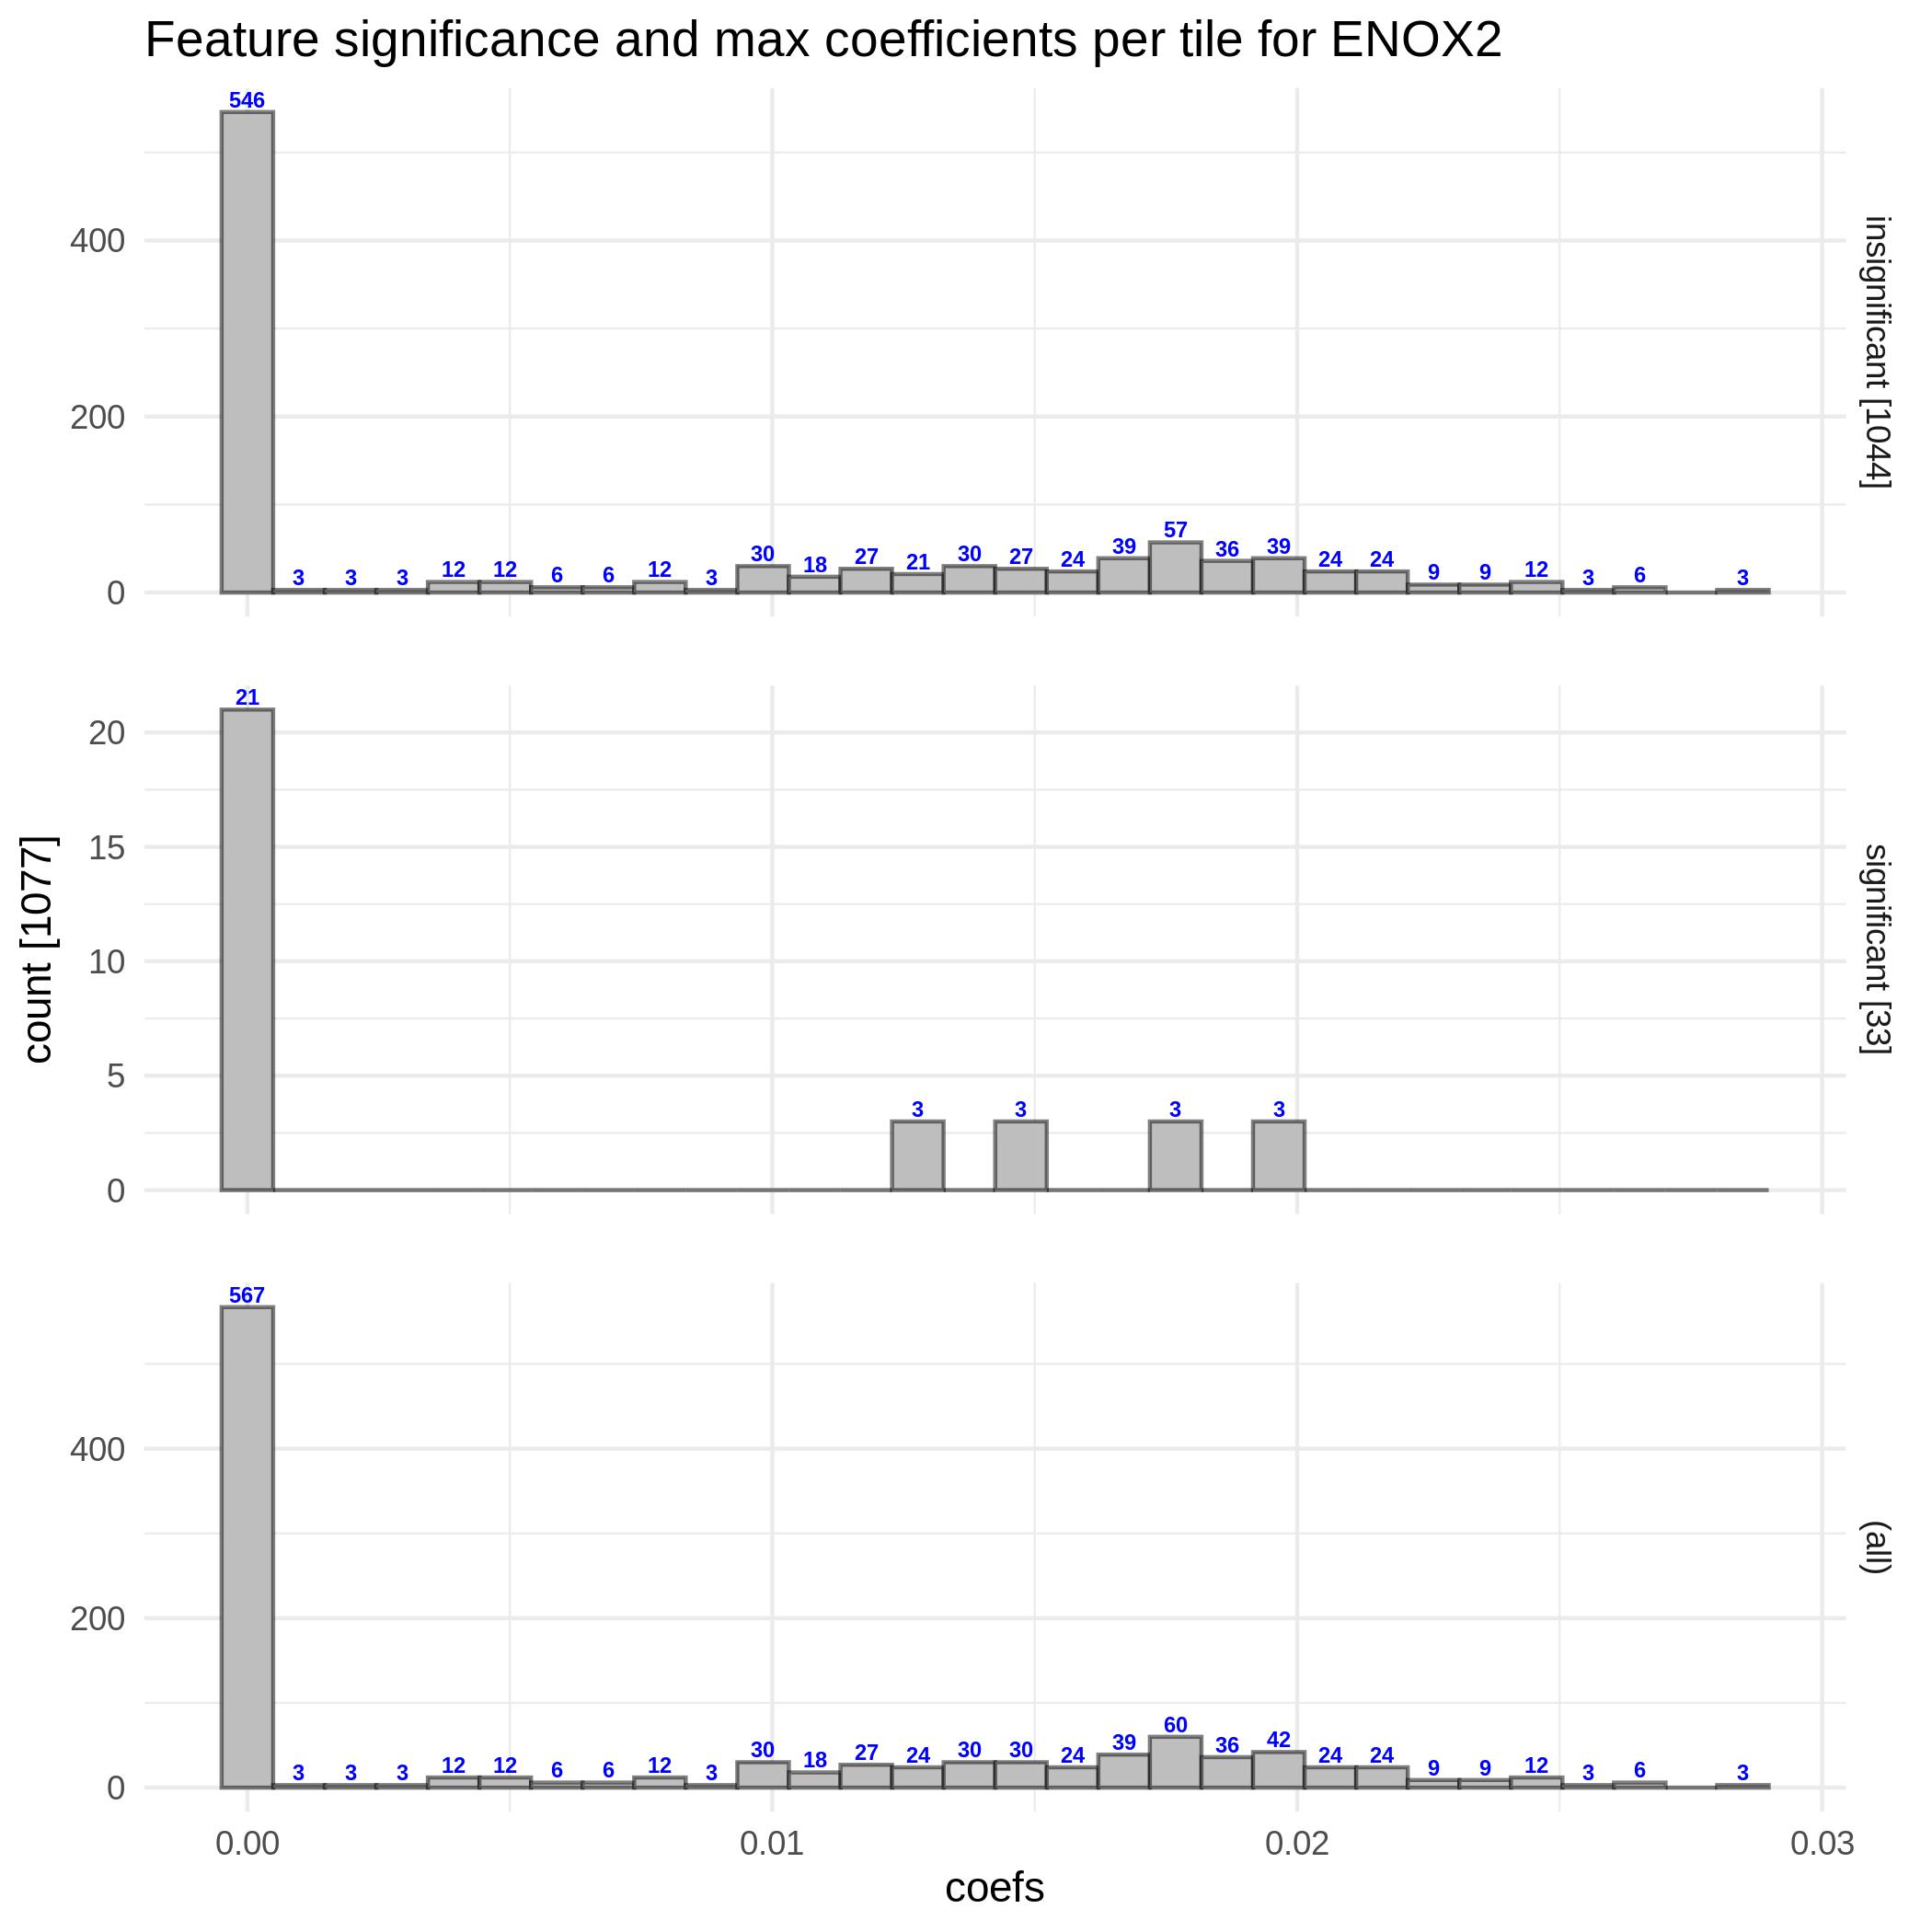 Feature significance and max coefficients per tile for ENOX2
546
3 3 3 12 12 6 6 12 3 30 18 27 21 30 27 24 39 57 36 39 24 24 9 9 12 3 6 3
400
200
0
insignificant [1044]
21
3 3 3 3
20
15
10
5
0
significant [33]
count [1077]
567
3 3 3 12 12 6 6 12 3 30 18 27 24 30 30 24 39 60 36 42 24 24 9 9 12 3 6 3
400
200
0
(all)
0.00 0.01 0.02 0.03
coefs